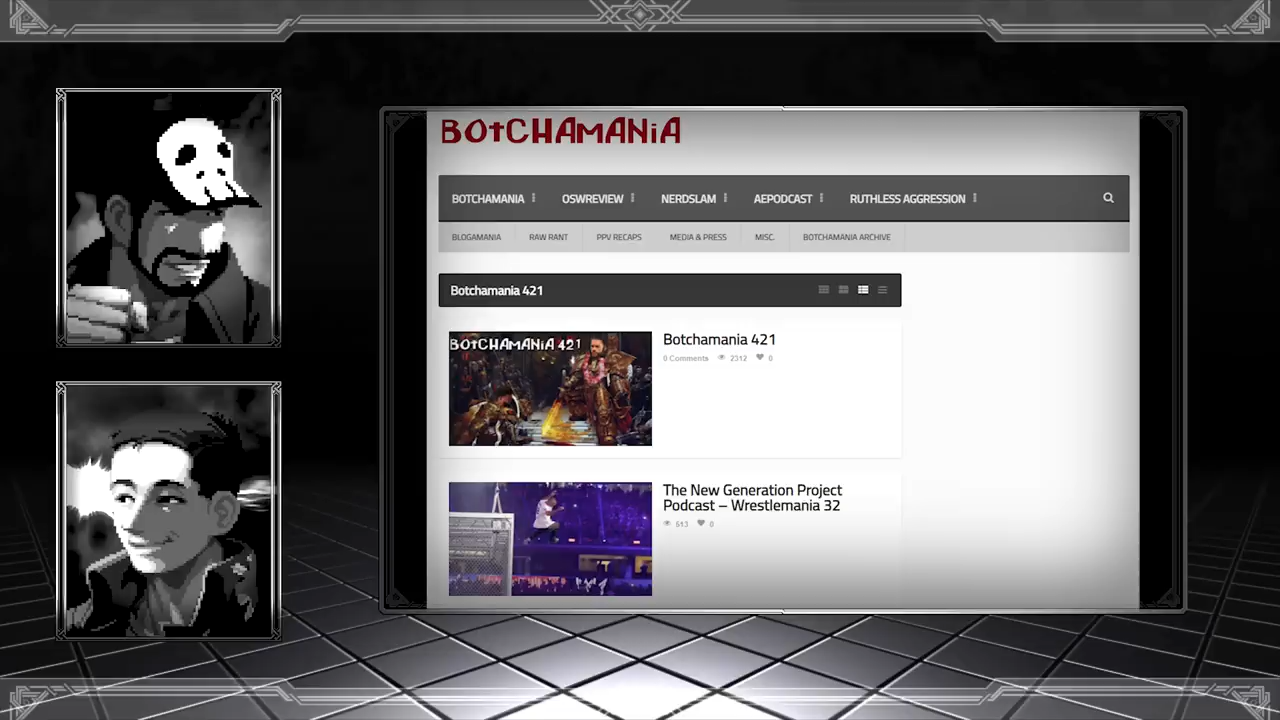 BOtCHAMANiA
BOTCHAMANIA OSWREVIEW NERDSLAM AEPODCAST RUTHLESS AGGRESSION
BLOGAMANIA RAW RANT PPV RECAPS MEDIA & PRESS MISC. BOTCHAMANIA ARCHIVE
Botchamania 421
BOtCHAMANiA 421
Botchamania 421
0 Comments 2312 0
The New Generation Project
Podcast – Wrestlemania 32
513 0